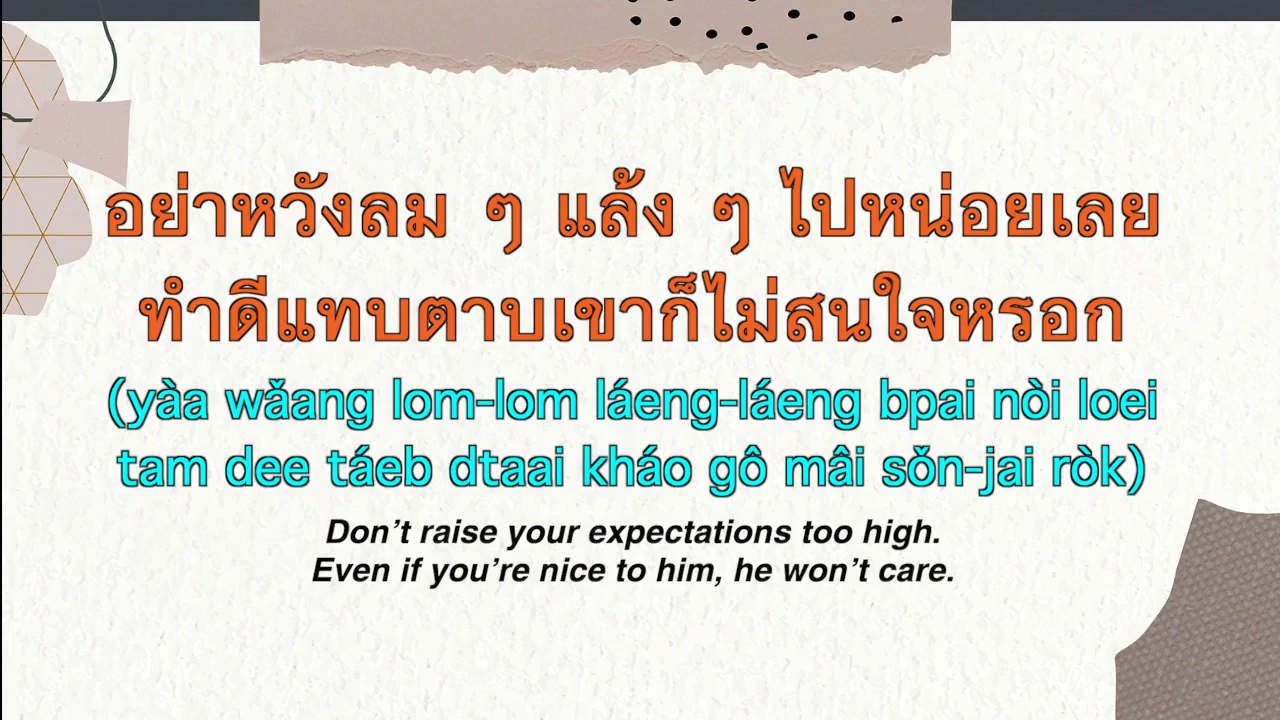 อย่าหวังลม ๆ แล้ง ๆ ไปหน่อยเลย
ทำดีแทบตาบเขาก็ไม่สนใจหรอก
(yàa wǎang lom-lom láeng-láeng bpai nòi loei
tam dee táeb dtaai kháo gô mâi sǒn-jai ròk)
Don’t raise your expectations too high.
Even if you’re nice to him, he won’t care.